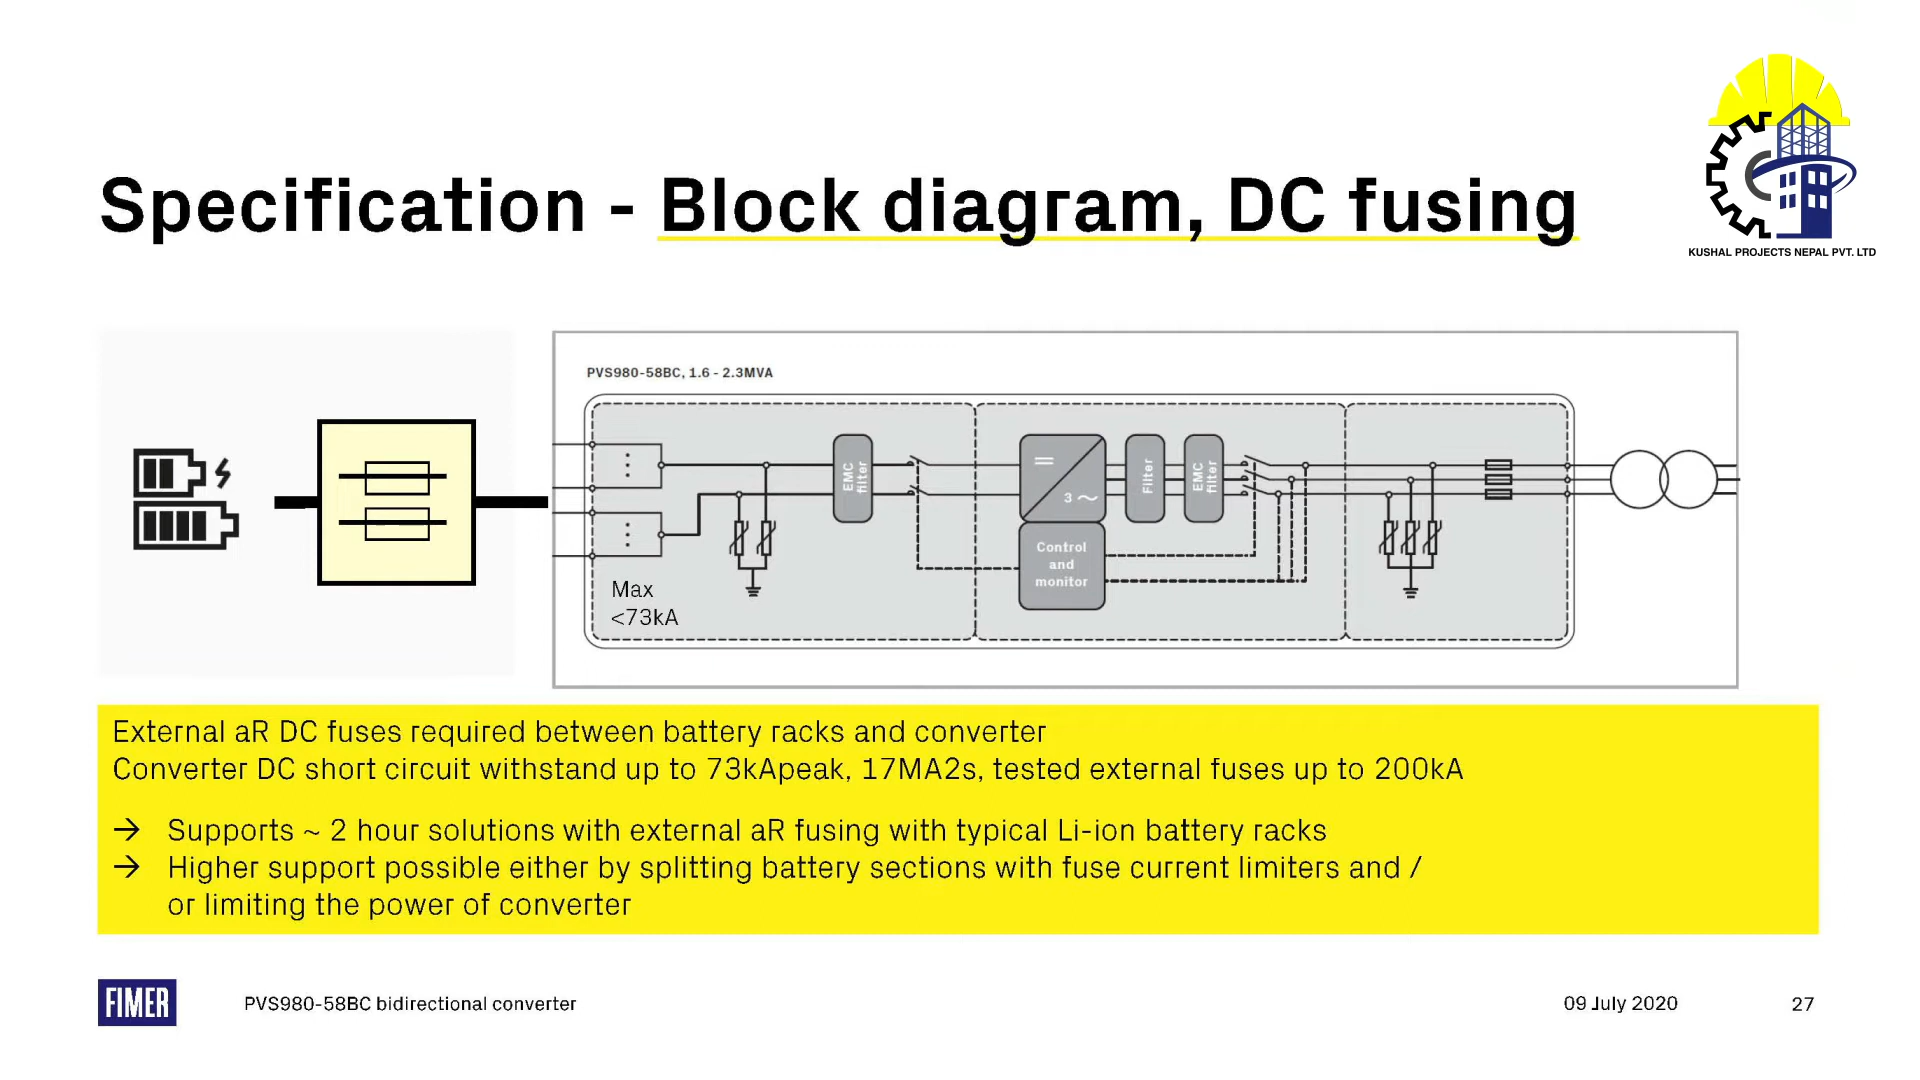 KUSHAL PROJECTS NEPAL PVT. LTD
Specification - Block diagram, DC fusing
PVS980-58BC, 1.6 - 2.3MVA
EMC filter
3
Filter
EMC filter
Control
and
monitor
Max
<73kA
External aR DC fuses required between battery racks and converter
Converter DC short circuit withstand up to 73kApeak, 17MA2s, tested external fuses up to 200kA
→ Supports ~ 2 hour solutions with external aR fusing with typical Li-ion battery racks
→ Higher support possible either by splitting battery sections with fuse current limiters and /
or limiting the power of converter
FIMER
PVS980-58BC bidirectional converter
09 July 2020
27